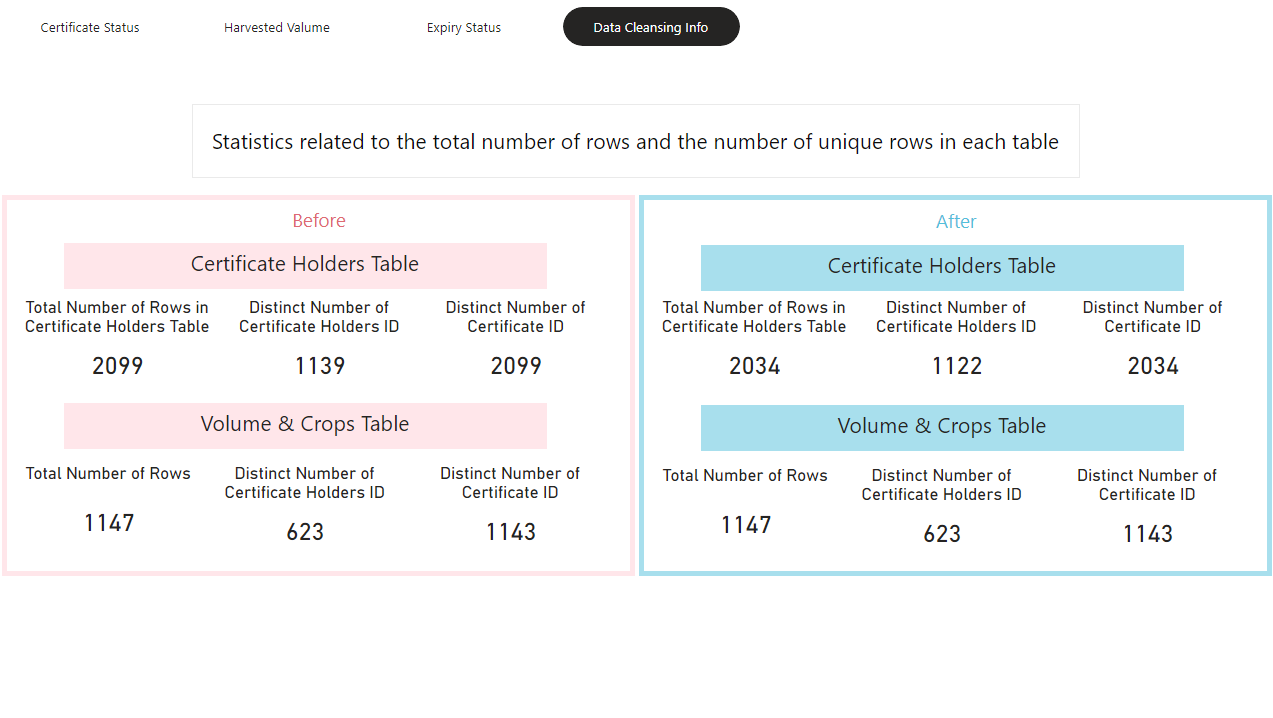 Certificate Status
Harvested Valume
Expiry Status
Data Cleansing Info
Statistics related to the total number of rows and the number of unique rows in each table
Before
Certificate Holders Table
Total Number of Rows in
Certificate Holders Table
2099
Distinct Number of
Certificate Holders ID
1139
Distinct Number of
Certificate ID
2099
Volume & Crops Table
Total Number of Rows
1147
Distinct Number of
Certificate Holders ID
623
Distinct Number of
Certificate ID
1143
After
Certificate Holders Table
Total Number of Rows in
Certificate Holders Table
2034
Distinct Number of
Certificate Holders ID
1122
Distinct Number of
Certificate ID
2034
Volume & Crops Table
Total Number of Rows
1147
Distinct Number of
Certificate Holders ID
623
Distinct Number of
Certificate ID
1143